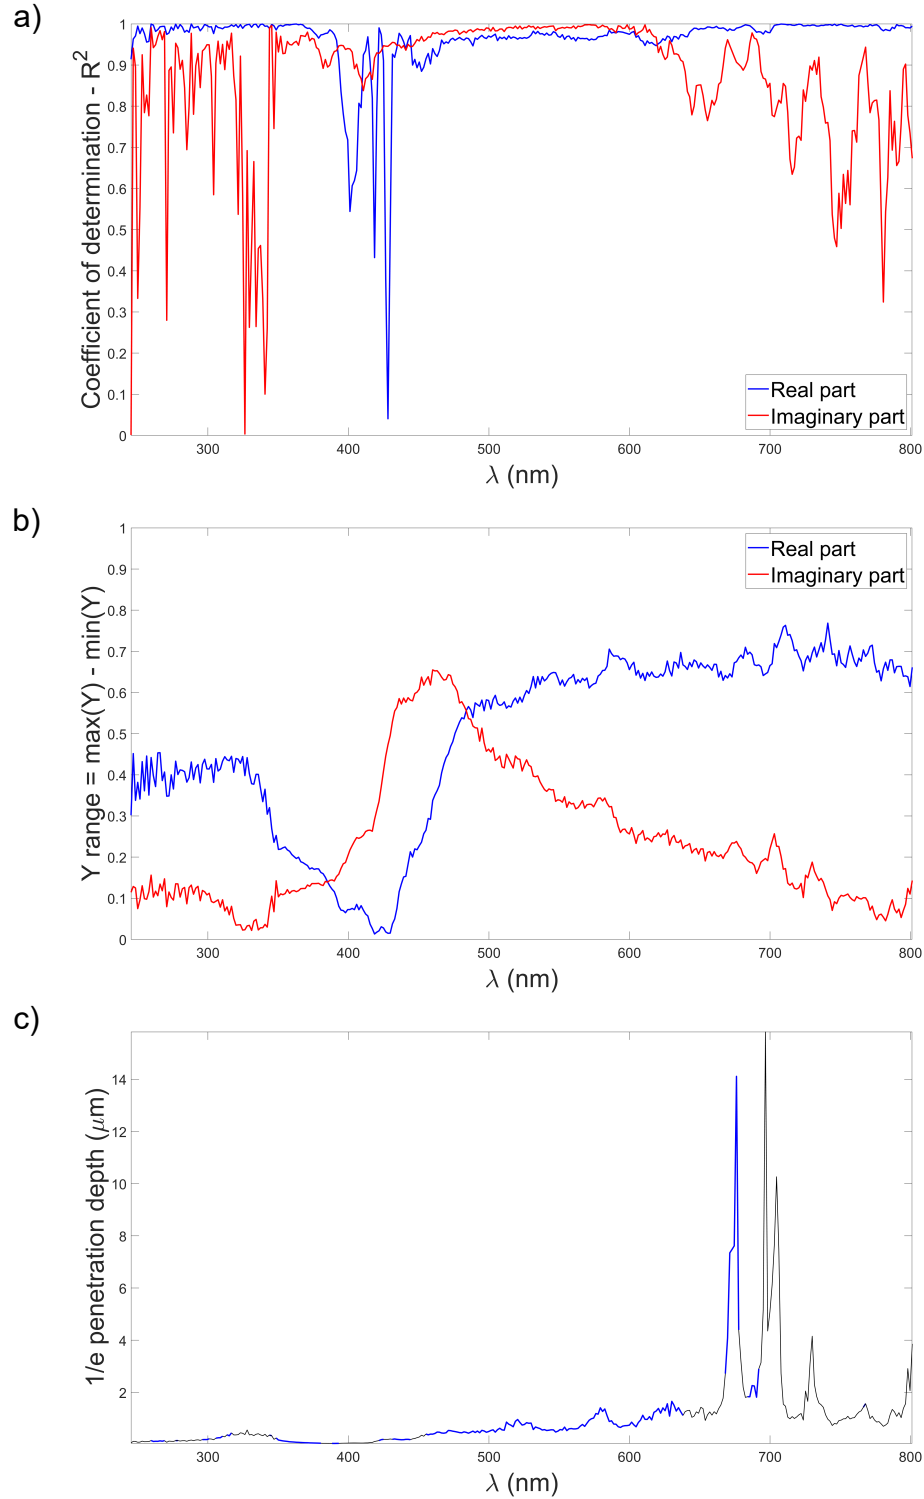 a)
Coefficient of determination - R²
1
0.9
0.8
0.7
0.6
0.5
0.4
0.3
0.2
0.1
0
300 400 500 600 700 800
λ (nm)
Real part
Imaginary part
b)
Y range = max(Y) - min(Y)
1
0.9
0.8
0.7
0.6
0.5
0.4
0.3
0.2
0.1
0
300 400 500 600 700 800
λ (nm)
Real part
Imaginary part
c)
1/e penetration depth (μm)
14
12
10
8
6
4
2
300 400 500 600 700 800
λ (nm)